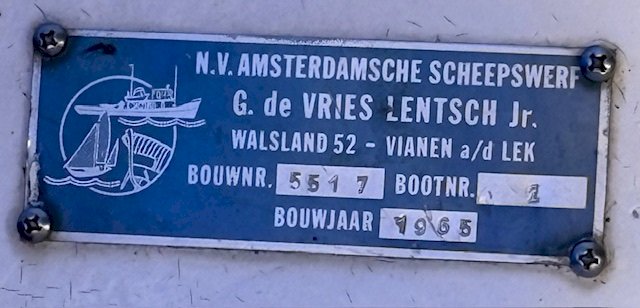 N.V. AMSTERDAMSCHE SCHEEPSWERF
G. de VRIES LENTSCH Jr.
WALSLAND 52 - VIANEN a/d LEK
BOUWNR. 5517 BOOTNR. 1
BOUWJAAR 1965